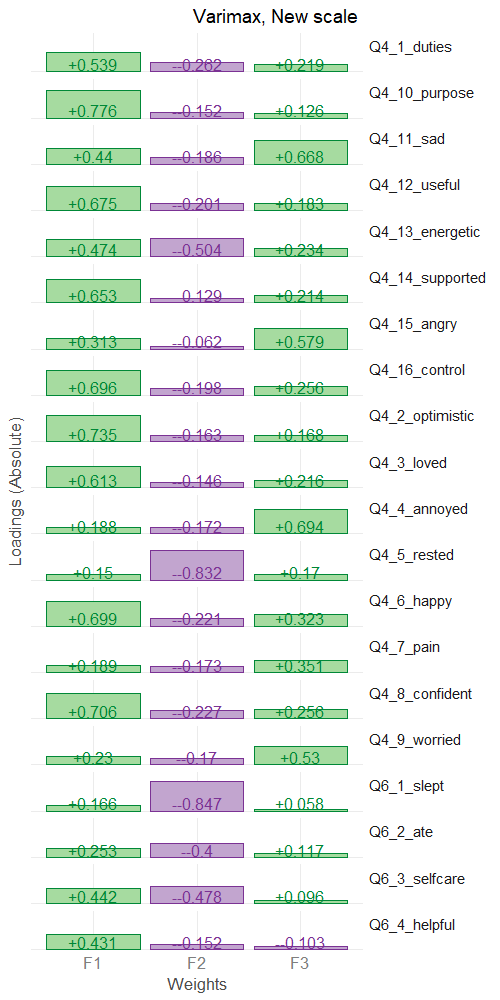 Varimax, New scale
Q4_1_duties
+0.539 --0.262 +0.219
Q4_10_purpose
+0.776 --0.152 +0.126
Q4_11_sad
+0.44 --0.186 +0.668
Q4_12_useful
+0.675 --0.201 +0.183
Q4_13_energetic
+0.474 --0.504 +0.234
Q4_14_supported
+0.653 --0.129 +0.214
Q4_15_angry
+0.313 --0.062 +0.579
Q4_16_control
+0.696 --0.198 +0.256
Q4_2_optimistic
+0.735 --0.163 +0.168
Q4_3_loved
+0.613 --0.146 +0.216
Q4_4_annoyed
+0.188 --0.172 +0.694
Q4_5_rested
+0.15 --0.832 +0.17
Q4_6_happy
+0.699 --0.221 +0.323
Q4_7_pain
+0.189 --0.173 +0.351
Q4_8_confident
+0.706 --0.227 +0.256
Q4_9_worried
+0.23 --0.17 +0.53
Q6_1_slept
+0.166 --0.847 +0.058
Q6_2_ate
+0.253 --0.4 +0.117
Q6_3_selfcare
+0.442 --0.478 +0.096
Q6_4_helpful
+0.431 --0.152 --0.103
F1 F2 F3
Weights
Loadings (Absolute)